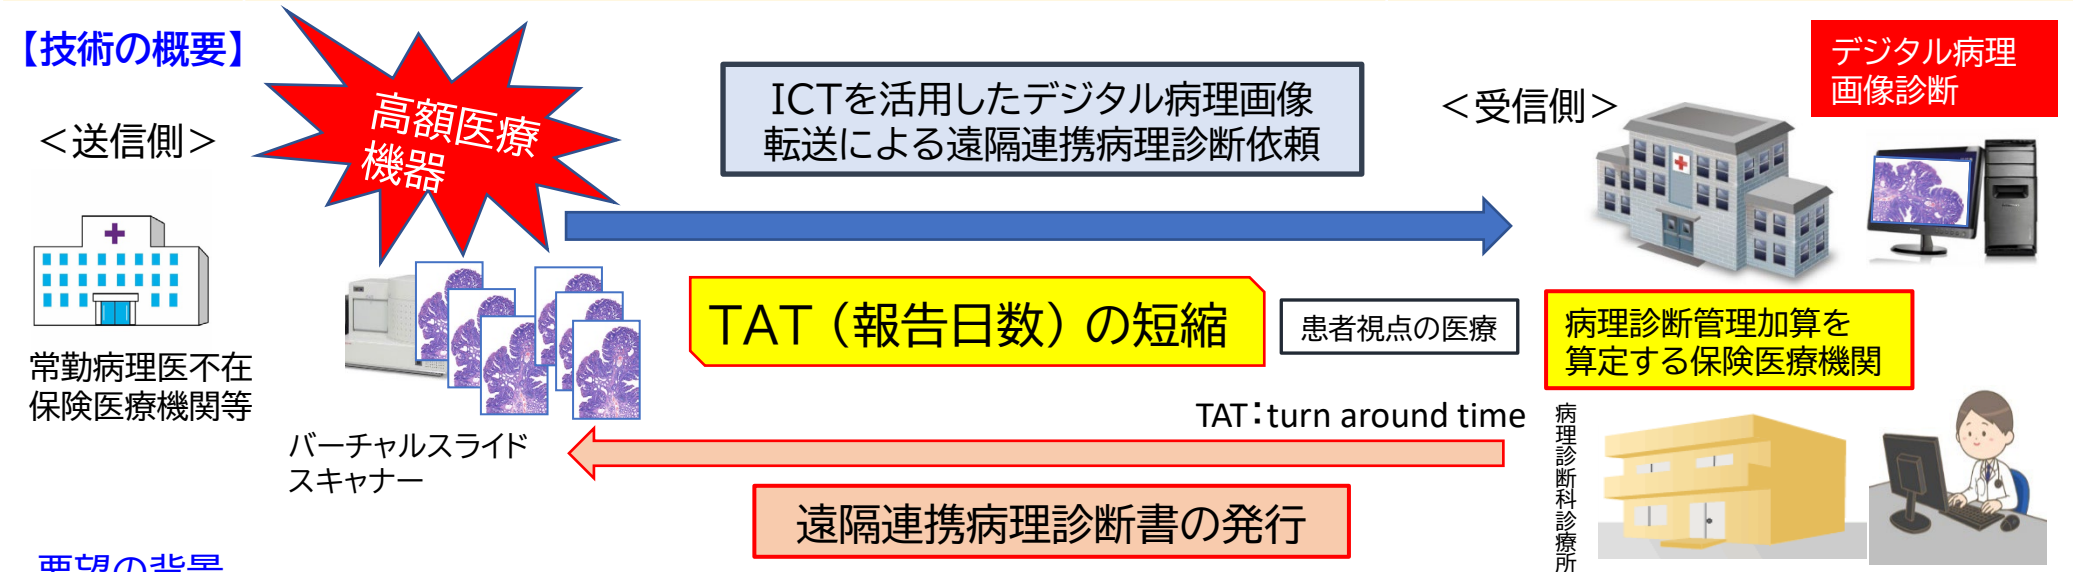 【技術の概要】
＜送信側＞
高額医療
機器
ICTを活用したデジタル病理画像
転送による遠隔連携病理診断依頼
＜受信側＞
デジタル病理
画像診断
常勤病理医不在
保険医療機関等
バーチャルスライド
スキャナー
TAT（報告日数）の短縮
患者視点の医療
病理診断管理加算を
算定する保険医療機関
TAT：turn around time
遠隔連携病理診断書の発行
病理診断科診療所
要望の背景